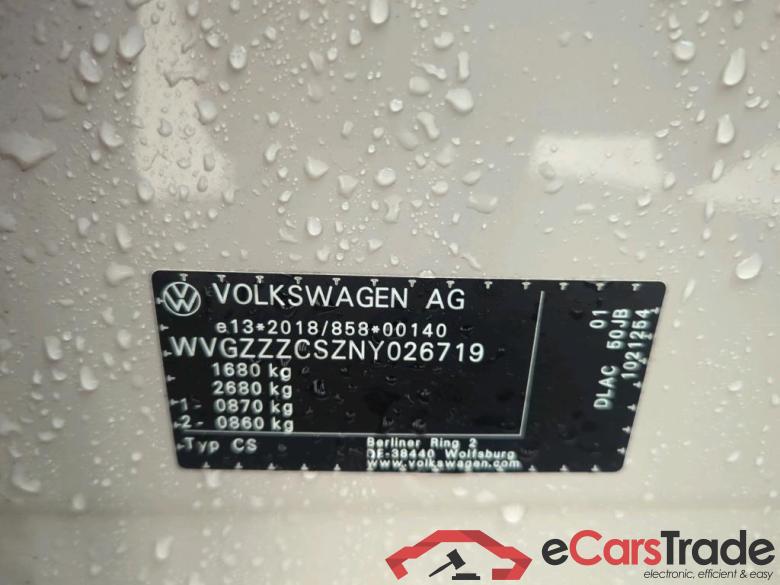 VOLKSWAGEN AG
e13*2018/858*00140
WVGZZZCSZNY026719
1680 kg
2680 kg
1- 0870 kg
2- 0860 kg
Typ CS
Berliner Ring 2
DE-38440 Wolfsburg
www.volkswagen.com
01
DLAC 50JB
1021254
eCarsTrade
electronic, efficient & easy